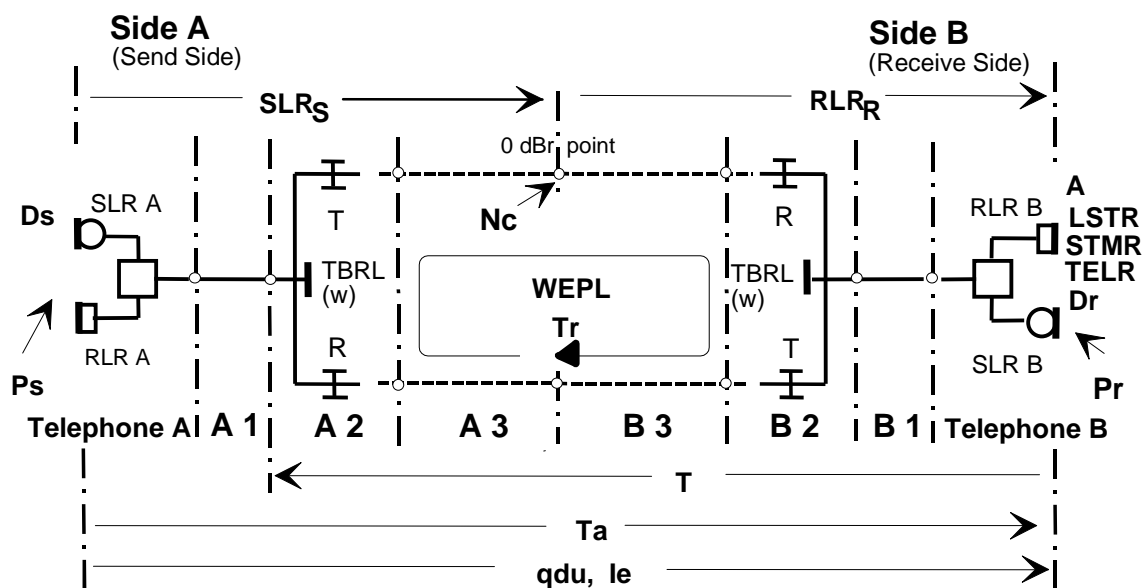 Side A
(Send Side)
Side B
(Receive Side)
SLRS
RLRR
0 dBr point
Nc
Ds
SLR A
RLR A
Ps
T
TBRL
(w)
R
WEPL
Tr
R
TBRL
(w)
T
RLR B
SLR B
A
LSTR
STMR
TELR
Dr
Pr
Telephone A
A 1
A 2
A 3
B 3
B 2
B 1
Telephone B
T
Ta
qdu, Ie